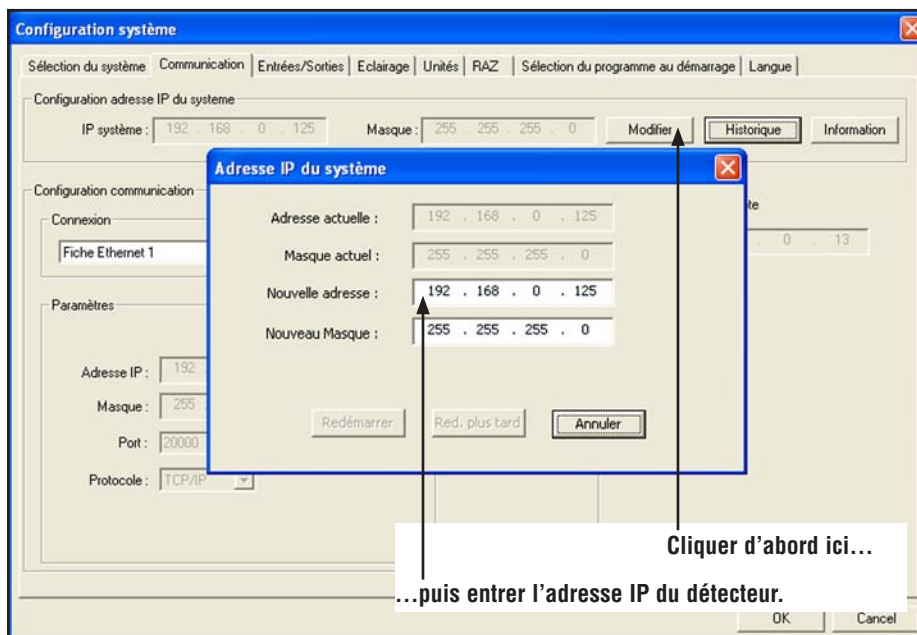 Configuration système
Sélection du système Communication Entrées/Sorties Eclairage Unités RAZ Sélection du programme au démarrage Langue
Configuration adresse IP du systeme
IP système : 192 . 168 . 0 . 125 Masque : 255 . 255 . 255 . 0 Modifier Historique Information
Adresse IP du système
Configuration communication
Connexion
Fiche Ethernet 1
Adresse actuelle : 192 . 168 . 0 . 125
Masque actuel : 255 . 255 . 255 . 0
. 0 . 13
Nouvelle adresse : 192 . 168 . 0 . 125
Nouveau Masque : 255 . 255 . 255 . 0
Paramètres
Adresse IP : 192
Masque : 255
Port : 20000
Protocole : TCP/IP
Redémarrer Red. plus tard Annuler
Cliquer d'abord ici…
…puis entrer l'adresse IP du détecteur.
OK Cancel